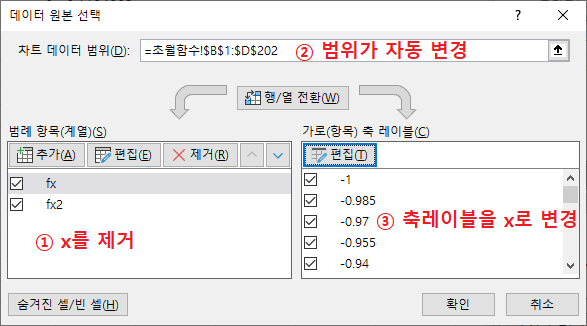 데이터 원본 선택
? ×
차트 데이터 범위(D): =초월함수!$B$1:$D$202 ② 범위가 자동 변경
행/열 전환(W)
범례 항목(계열)(S)
추가(A) 편집(E) 제거(R)
fx
fx2
① x를 제거
가로(항목) 축 레이블(C)
편집(T)
-1
-0.985
-0.97
-0.955
-0.94
③ 축레이블을 x로 변경
숨겨진 셀/빈 셀(H) 확인 취소